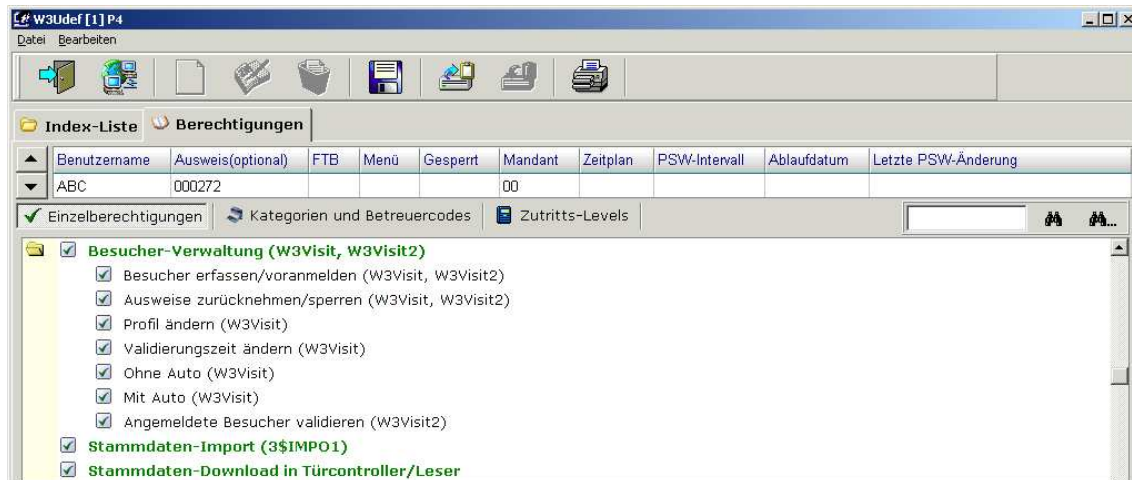 W3Udef [1] P4
Datei Bearbeiten
Index-Liste Berechtigungen
Benutzername Ausweis(optional) FTB Menü Gesperrt Mandant Zeitplan PSW-Intervall Ablaufdatum Letzte PSW-Änderung
ABC 000272 00
Einzelberechtigungen Kategorien und Betreuercodes Zutritts-Levels
Besucher-Verwaltung (W3Visit, W3Visit2)
Besucher erfassen/voranmelden (W3Visit, W3Visit2)
Ausweise zurücknehmen/sperren (W3Visit, W3Visit2)
Profil ändern (W3Visit)
Validierungszeit ändern (W3Visit)
Ohne Auto (W3Visit)
Mit Auto (W3Visit)
Angemeldete Besucher validieren (W3Visit2)
Stammdaten-Import (3$IMPO1)
Stammdaten-Download in Türcontroller/Leser